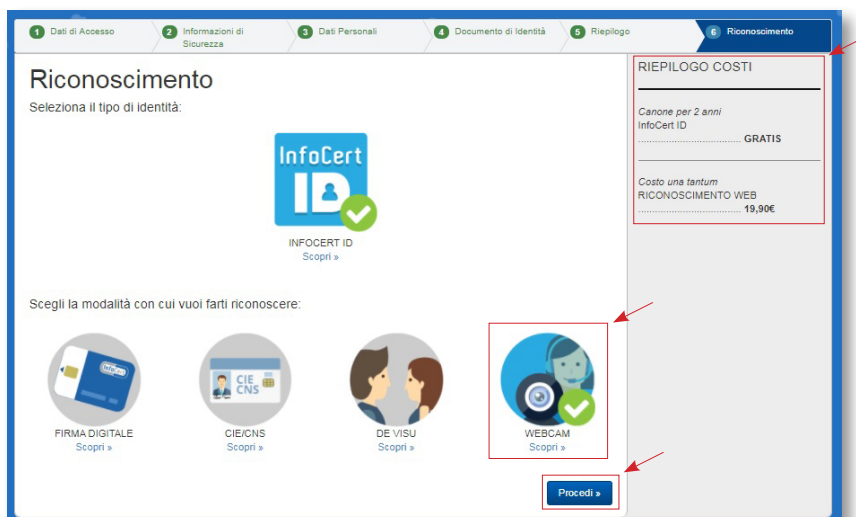 1 Dati di Accesso
2 Informazioni di
Sicurezza
3 Dati Personali
4 Documento di Identità
5 Riepilogo
6 Riconoscimento
Riconoscimento
Seleziona il tipo di identità:
InfoCert
ID
INFOCERT ID
Scopri »
Scegli la modalità con cui vuoi farti riconoscere:
InfoCert
FIRMA DIGITALE
Scopri »
CIE
CNS
CIE/CNS
Scopri »
DE VISU
Scopri »
WEBCAM
Scopri »
Procedi »
RIEPILOGO COSTI
Canone per 2 anni
InfoCert ID
.................................... GRATIS
Costo una tantum
RICONOSCIMENTO WEB
.................................... 19,90€